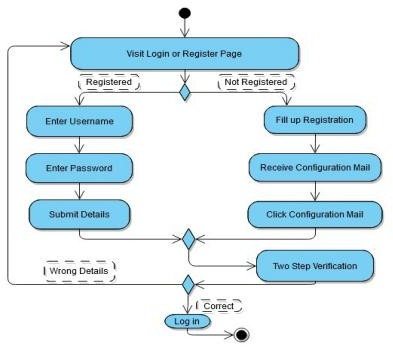 Visit Login or Register Page
Registered
Not Registered
Enter Username
Fill up Registration
Enter Password
Receive Configuration Mail
Submit Details
Click Configuration Mail
Two Step Verification
Wrong Details
Correct
Log in